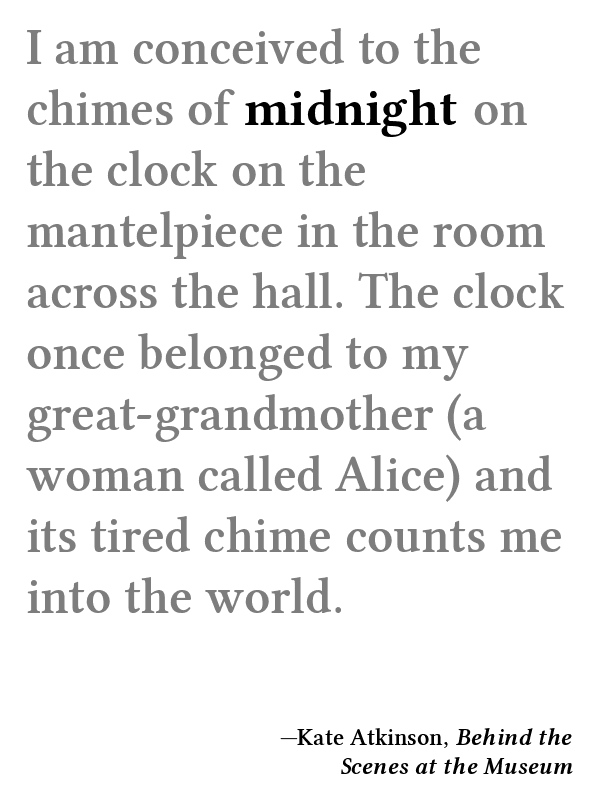 I am conceived to the
chimes of midnight on
the clock on the
mantelpiece in the room
across the hall. The clock
once belonged to my
great-grandmother (a
woman called Alice) and
its tired chime counts me
into the world.
—Kate Atkinson, Behind the
Scenes at the Museum